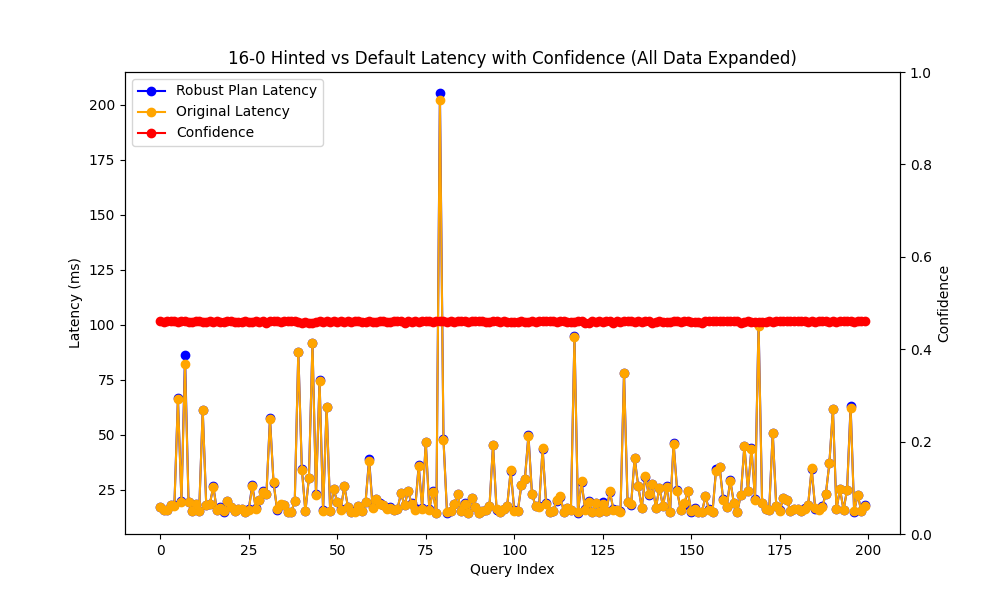 16-0 Hinted vs Default Latency with Confidence (All Data Expanded)
Robust Plan Latency
Original Latency
Confidence
Latency (ms)
200
175
150
125
100
75
50
25
1.0
0.8
0.6
0.4
0.2
0.0
Confidence
0 25 50 75 100 125 150 175 200
Query Index